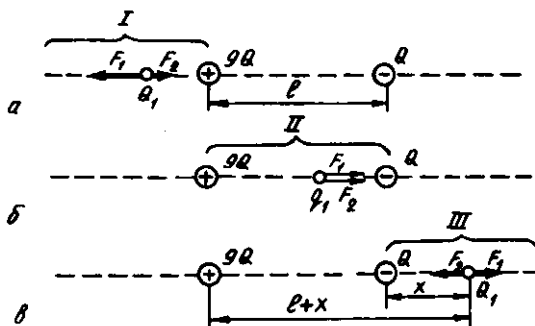 I
F₁ F₂ 9Q Q
Q₁
ℓ
а
II
9Q F₁ Q
q₁ F₂
б
III
9Q Q F₂ F₁
x Q₁
ℓ+x
в